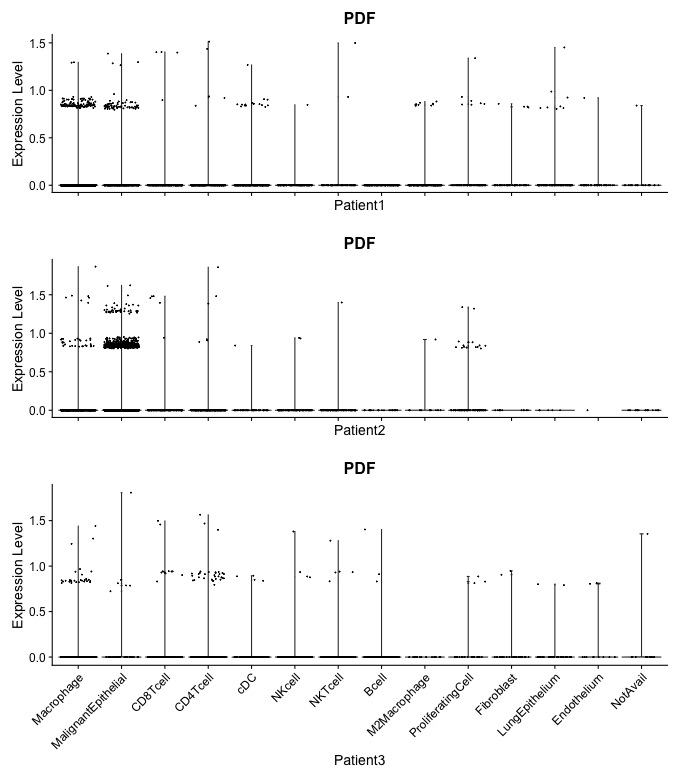 PDF
Expression Level
1.5
1.0
0.5
0.0
Patient1
PDF
Expression Level
1.5
1.0
0.5
0.0
Patient2
PDF
Expression Level
1.5
1.0
0.5
0.0
Macrophage
MalignantEpithelial
CD8Tcell
CD4Tcell
cDC
NKcell
NKTcell
Bcell
M2Macrophage
ProliferatingCell
Fibroblast
LungEpithelium
Endothelium
NotAvail
Patient3